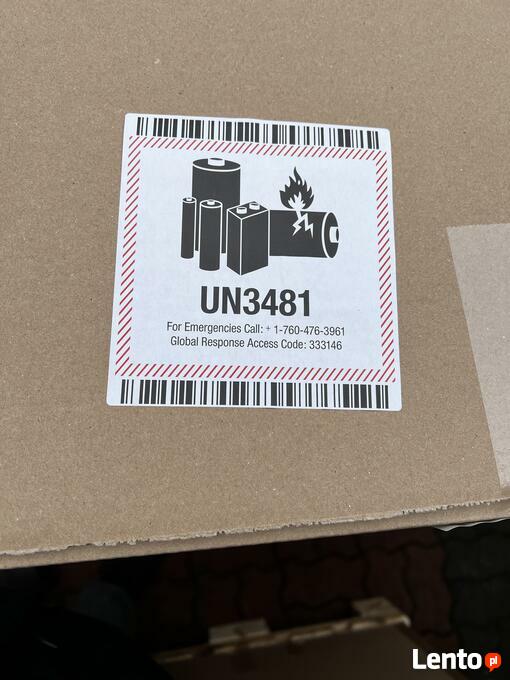 UN3481
For Emergencies Call: + 1-760-476-3961
Global Response Access Code: 333146
Lento pl